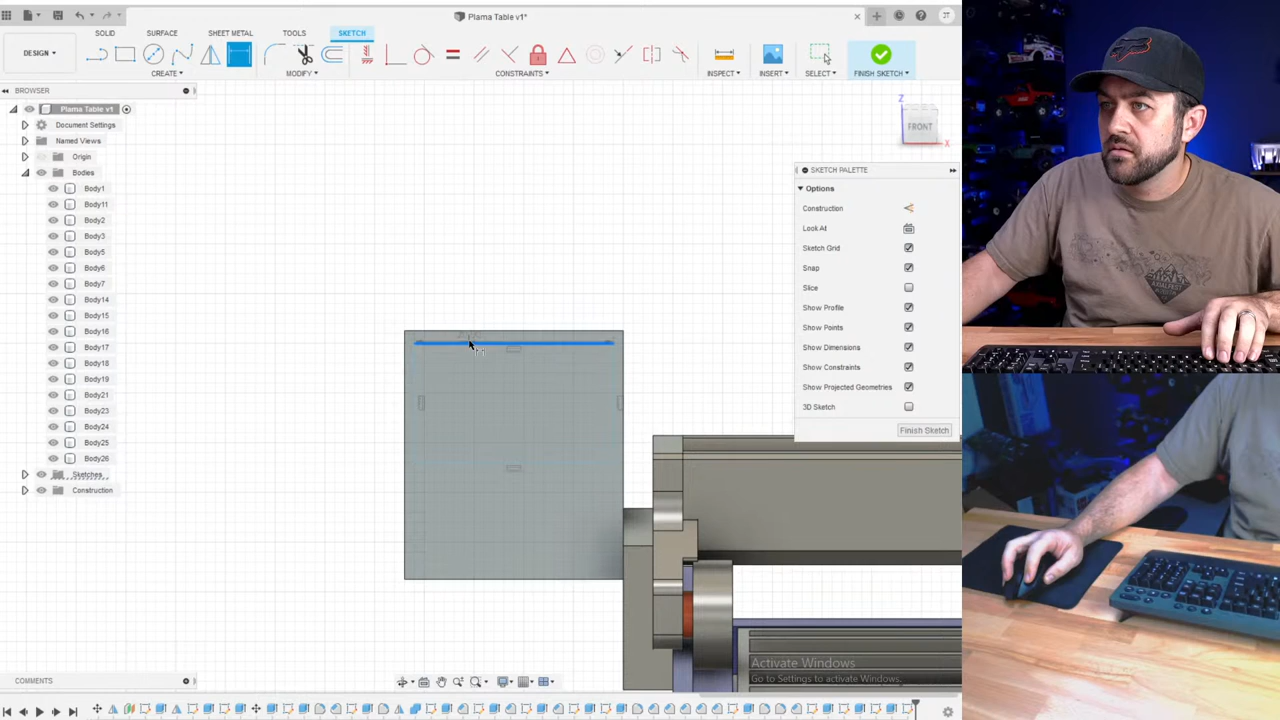 Plama Table v1*
JT
SOLID
SURFACE
SHEET METAL
TOOLS
SKETCH
DESIGN
CREATE
MODIFY
CONSTRAINTS
INSPECT
INSERT
SELECT
FINISH SKETCH
BROWSER
Plama Table v1
Document Settings
Named Views
Origin
Bodies
Body1
Body11
Body2
Body3
Body5
Body6
Body7
Body14
Body15
Body16
Body17
Body18
Body19
Body21
Body23
Body24
Body25
Body26
Sketches
Construction
Z
FRONT
X
SKETCH PALETTE
Options
Construction
Look At
Sketch Grid
Snap
Slice
Show Profile
Show Points
Show Dimensions
Show Constraints
Show Projected Geometries
3D Sketch
Finish Sketch
Activate Windows
Go to Settings to activate Windows.
COMMENTS
FOX